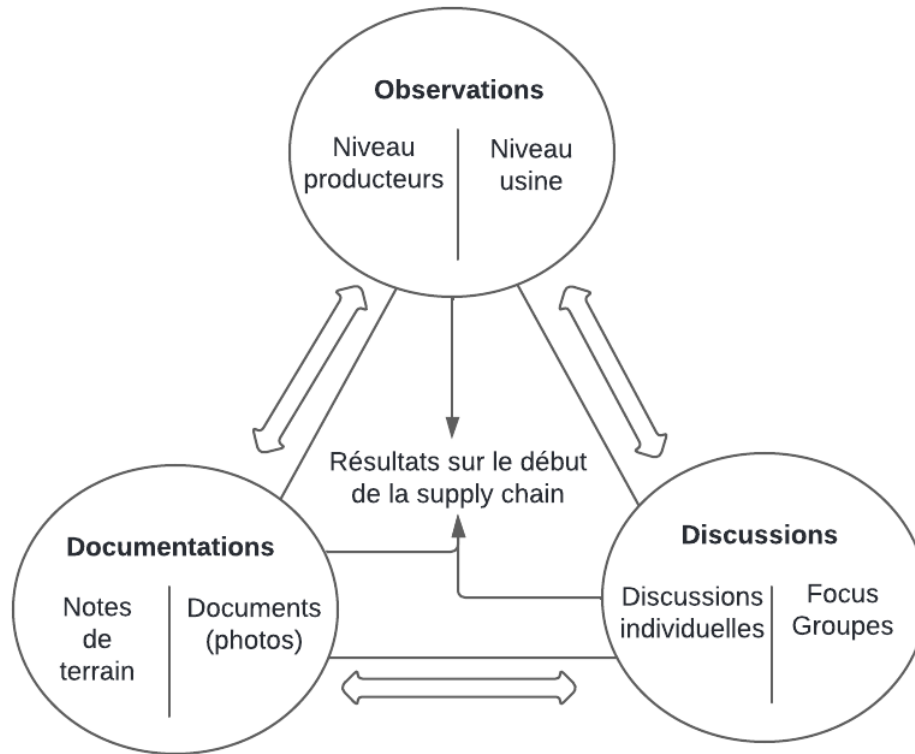 Observations
Niveau
producteurs
Niveau
usine
Résultats sur le début
de la supply chain
Documentations
Notes
de
terrain
Documents
(photos)
Discussions
Discussions
individuelles
Focus
Groupes